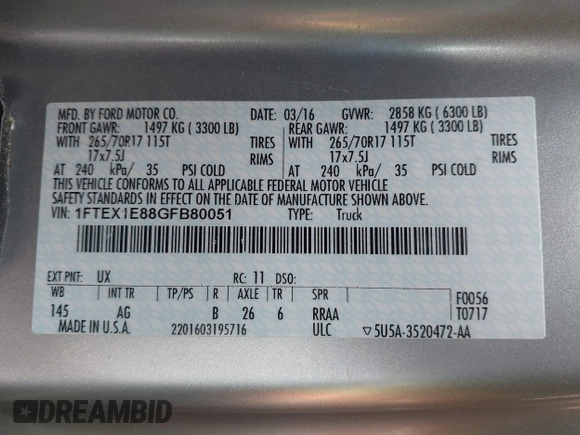 MFD. BY FORD MOTOR CO. DATE: 03/16 GVWR: 2858 KG ( 6300 LB)
FRONT GAWR: 1497 KG ( 3300 LB) REAR GAWR: 1497 KG ( 3300 LB)
WITH 265/70R17 115T TIRES WITH 265/70R17 115T TIRES
17x7.5J RIMS 17x7.5J RIMS
AT 240 kPa/ 35 PSI COLD AT 240 kPa/ 35 PSI COLD
THIS VEHICLE CONFORMS TO ALL APPLICABLE FEDERAL MOTOR VEHICLE
SAFETY STANDARDS IN EFFECT ON THE DATE OF MANUFACTURE SHOWN ABOVE.
VIN: 1FTEX1E88GFB80051 TYPE: Truck
EXT PNT: UX RC: 11 DSO:
WB INT TR TP/PS R AXLE TR SPR F0056
145 AG B 26 6 RRAA T0717
MADE IN U.S.A. 2201603195716 ULC ▽5U5A-3520472-AA
DREAMBID